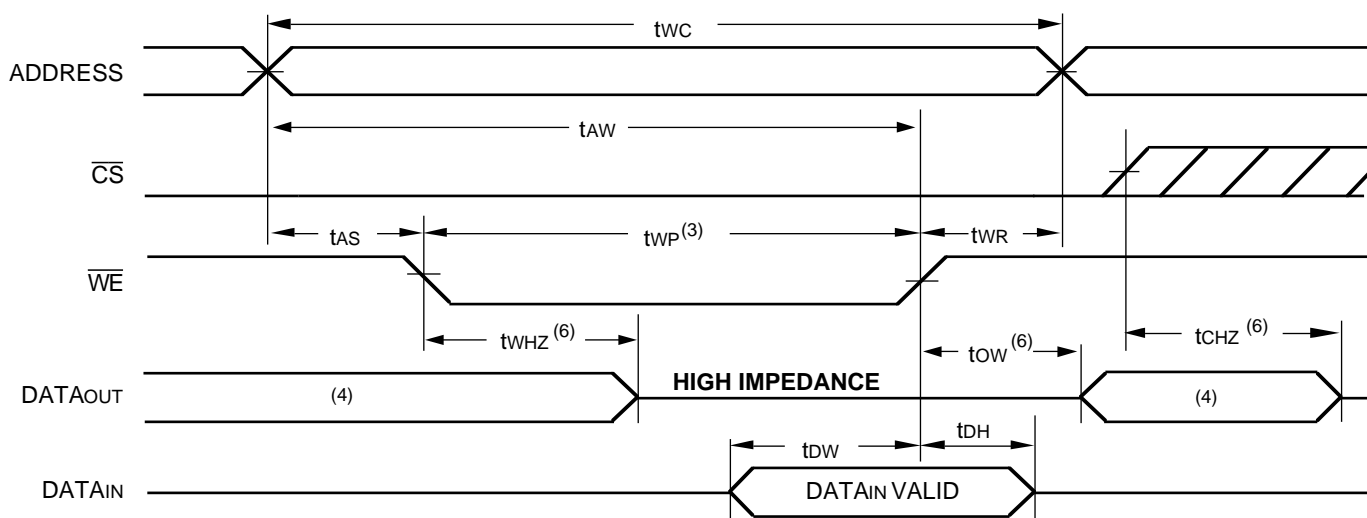 tWC
ADDRESS
tAW
CS
tAS
tWP(3)
tWR
WE
tWHZ (6)
tOW (6)
tCHZ (6)
DATAOUT
(4)
HIGH IMPEDANCE
(4)
tDW
tDH
DATAIN
DATAIN VALID